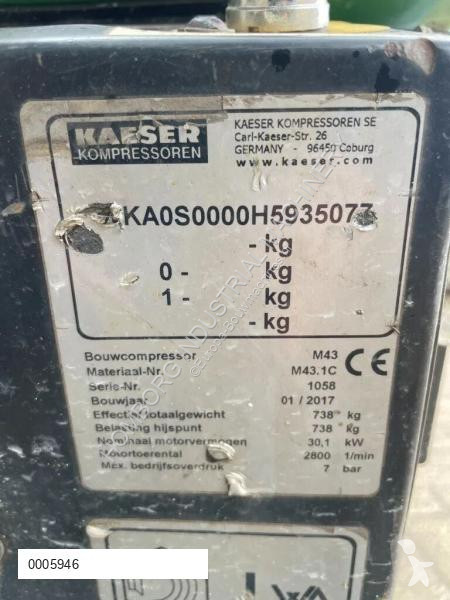 KAESER
KOMPRESSOREN
KAESER KOMPRESSOREN SE
Carl-Kaeser-Str. 26
GERMANY - 96450 Coburg
www.kaeser.com
KA0S0000H5935077
- kg
0 - kg
1 - kg
- kg
Bouwcompressor M43
Materiaal-Nr. M43.1C CE
Serie-Nr. 1058
Bouwjaar 01 / 2017
Effectief totaalgewicht 738 kg
Belasting hijspunt 738 kg
Nominaal motorvermogen 30,1 kW
Motortoerental 2800 1/min
Max. bedrijfsoverdruk 7 bar
LWA
0005946